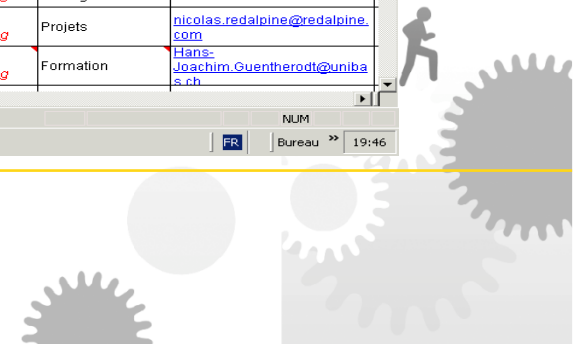 Projets
nicolas.redalpine@redalpine.
com
g
Formation
Hans-
Joachim.Guentherodt@uniba
s.ch
g
NUM
FR
Bureau » 19:46